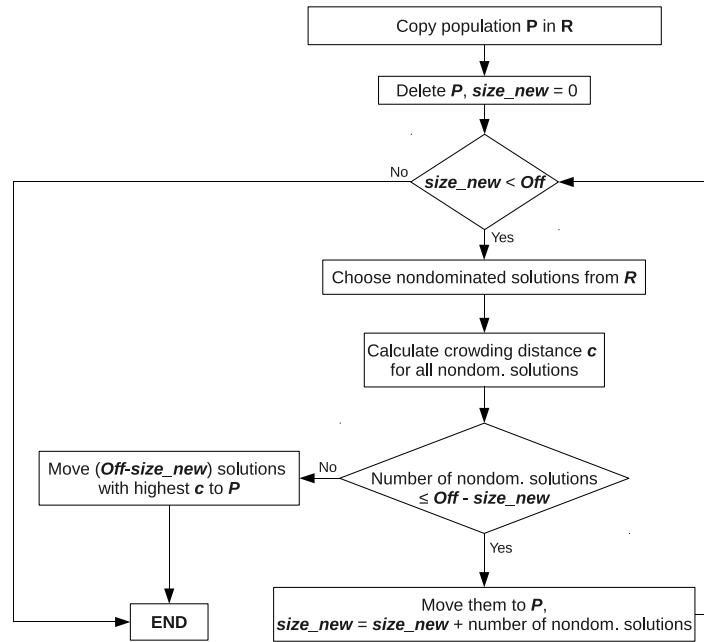 Copy population P in R
Delete P, size_new = 0
No
size_new < Off
Yes
Choose nondominated solutions from R
Calculate crowding distance c
for all nondom. solutions
Move (Off-size_new) solutions
with highest c to P
No
Number of nondom. solutions
≤ Off - size_new
Yes
Move them to P,
size_new = size_new + number of nondom. solutions
END